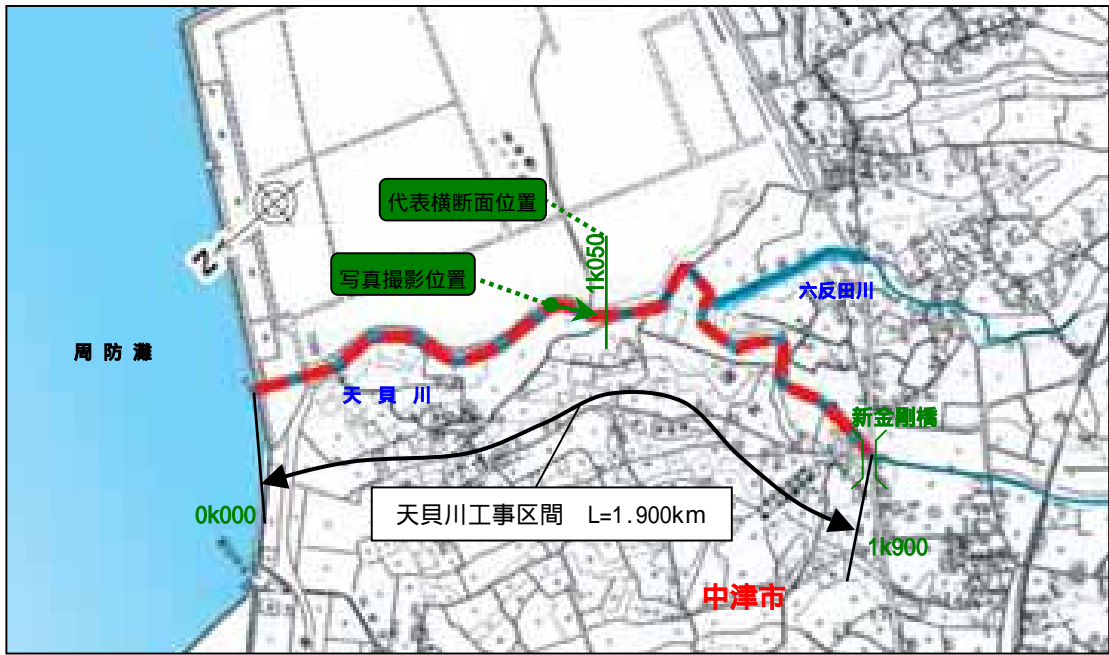 代表横断面位置
写真撮影位置
1k050
Z
六反田川
周防灘
天貝川
新金剛橋
0k000
天貝川工事区間 L=1.900km
1k900
中津市